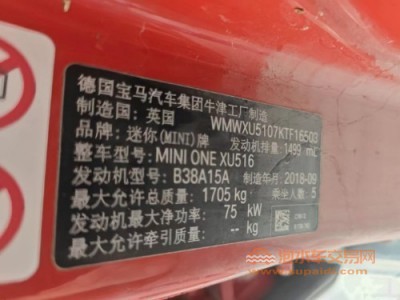 德国宝马汽车集团牛津工厂制造
制造国：英国 WMWXU5107KTF16500
品牌：迷你(MINI)牌 发动机排量：1499 mL
整车型号：MINI ONE XU516
发动机型号：B38A15A 制造年月 2018-09
最大允许总质量：1705 kg 乘坐人数 5
发动机最大净功率：75 kW
最大允许牵引质量：-- kg